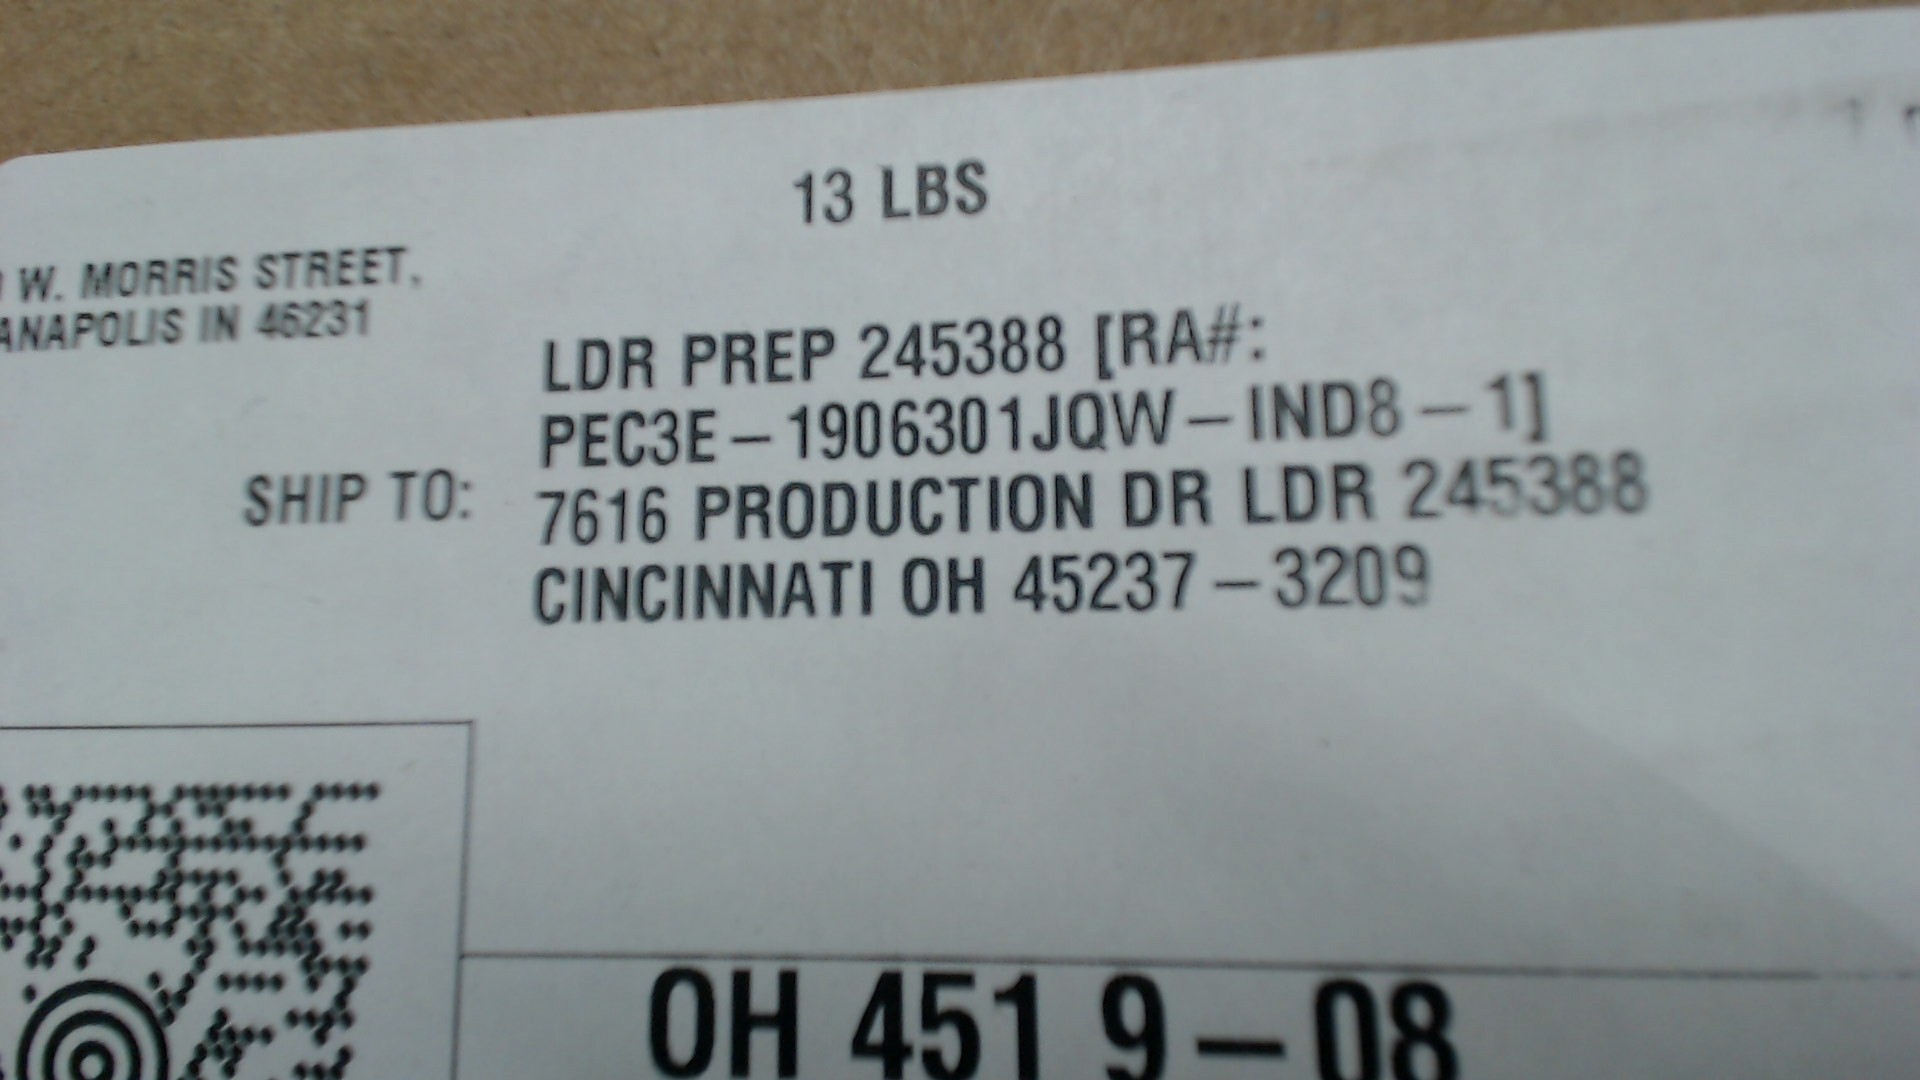 13 LBS
W. MORRIS STREET,
ANAPOLIS IN 46231
LDR PREP 245388 [RA#:
PEC3E-1906301JQW-IND8-1]
SHIP TO: 7616 PRODUCTION DR LDR 245388
CINCINNATI OH 45237-3209
OH 451 9-08